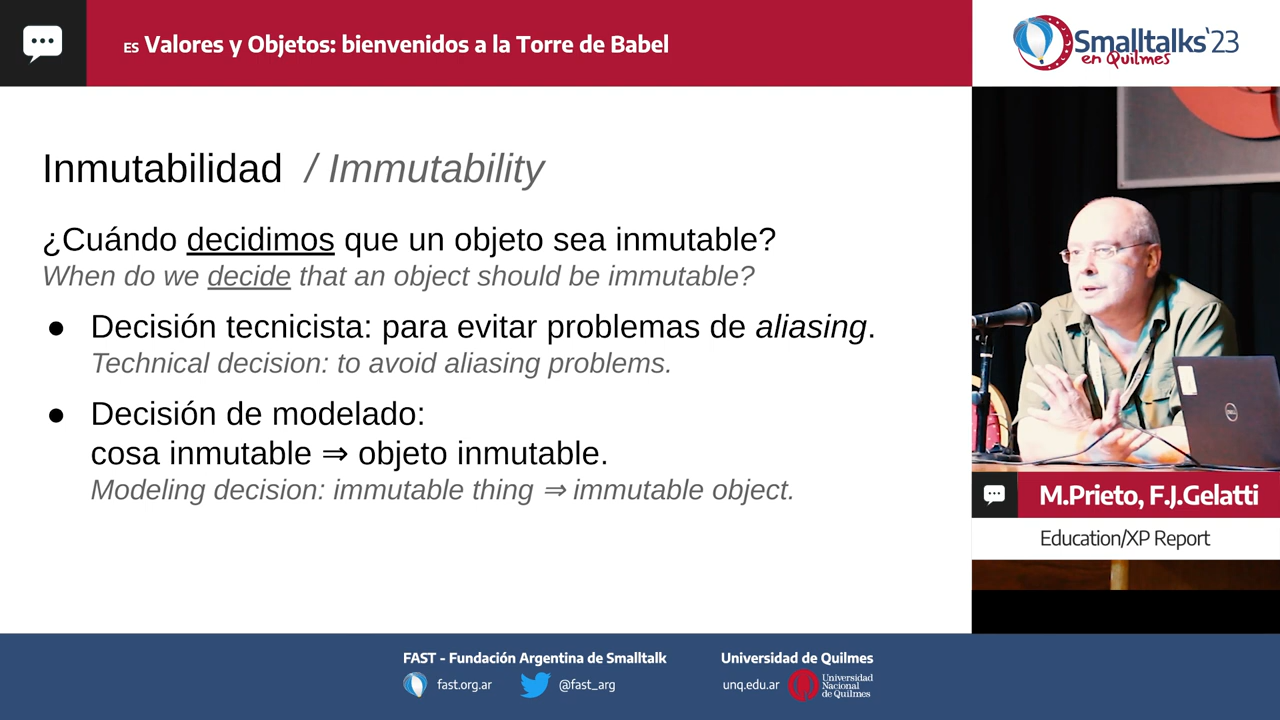 ES Valores y Objetos: bienvenidos a la Torre de Babel
Smalltalks'23
en Quilmes
Inmutabilidad / Immutability
¿Cuándo decidimos que un objeto sea inmutable?
When do we decide that an object should be immutable?
● Decisión tecnicista: para evitar problemas de aliasing.
Technical decision: to avoid aliasing problems.
● Decisión de modelado:
cosa inmutable ⇒ objeto inmutable.
Modeling decision: immutable thing ⇒ immutable object.
DELL
M.Prieto, F.J.Gelatti
Education/XP Report
FAST - Fundación Argentina de Smalltalk
fast.org.ar
@fast_arg
Universidad de Quilmes
unq.edu.ar
Universidad
Nacional
de Quilmes